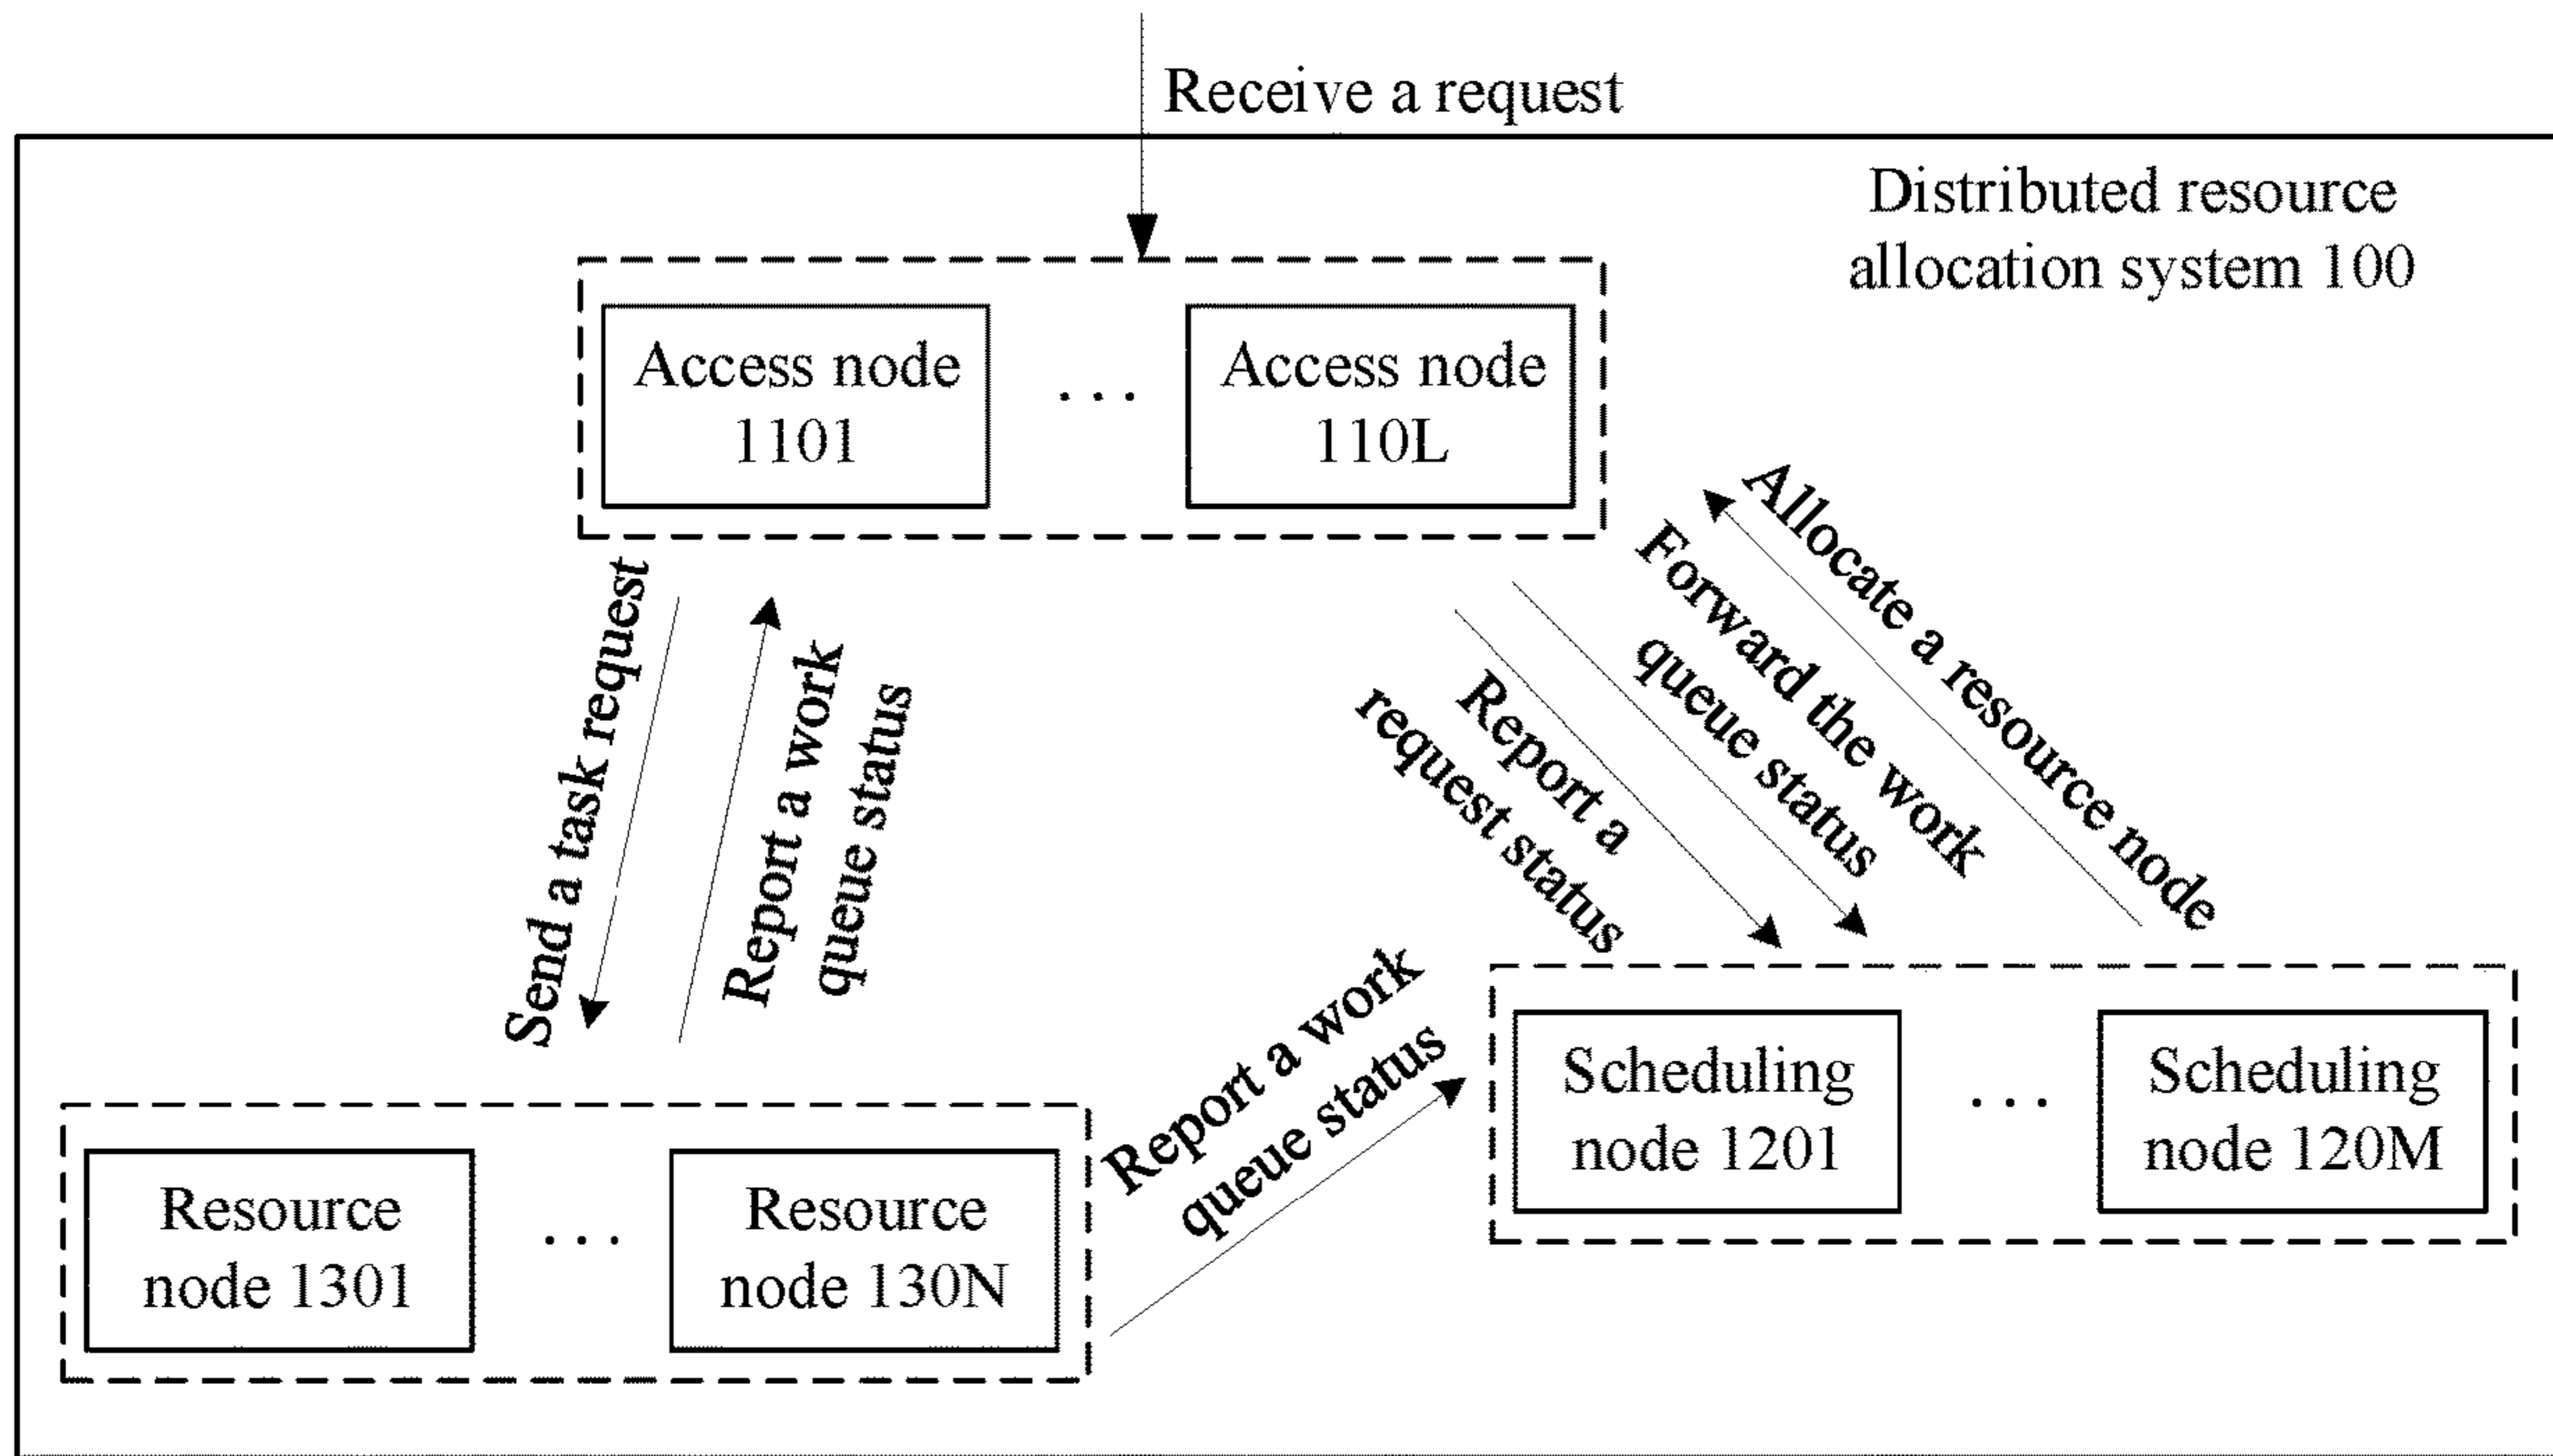 Receive a request
Distributed resource
allocation system 100
Access node
1101
...
Access node
110L
Allocate a resource node
Forward the work
queue status
Report a
request status
Send a task request
Report a work
queue status
Report a work
queue status
Scheduling
node 1201
...
Scheduling
node 120M
Resource
node 1301
...
Resource
node 130N